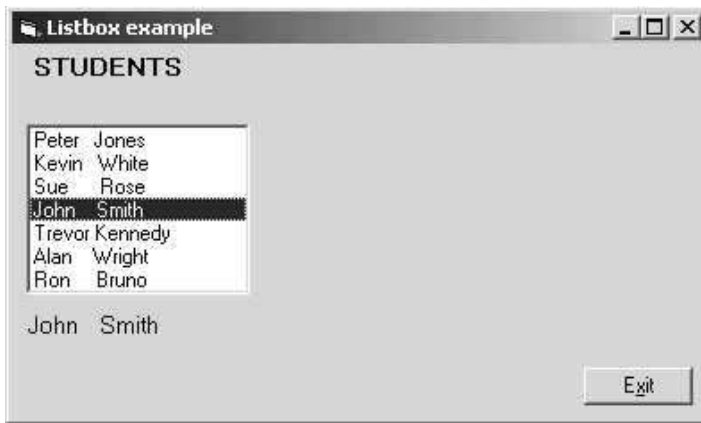 Listbox example
STUDENTS
Peter Jones
Kevin White
Sue Rose
John Smith
Trevor Kennedy
Alan Wright
Ron Bruno
John Smith
Exit